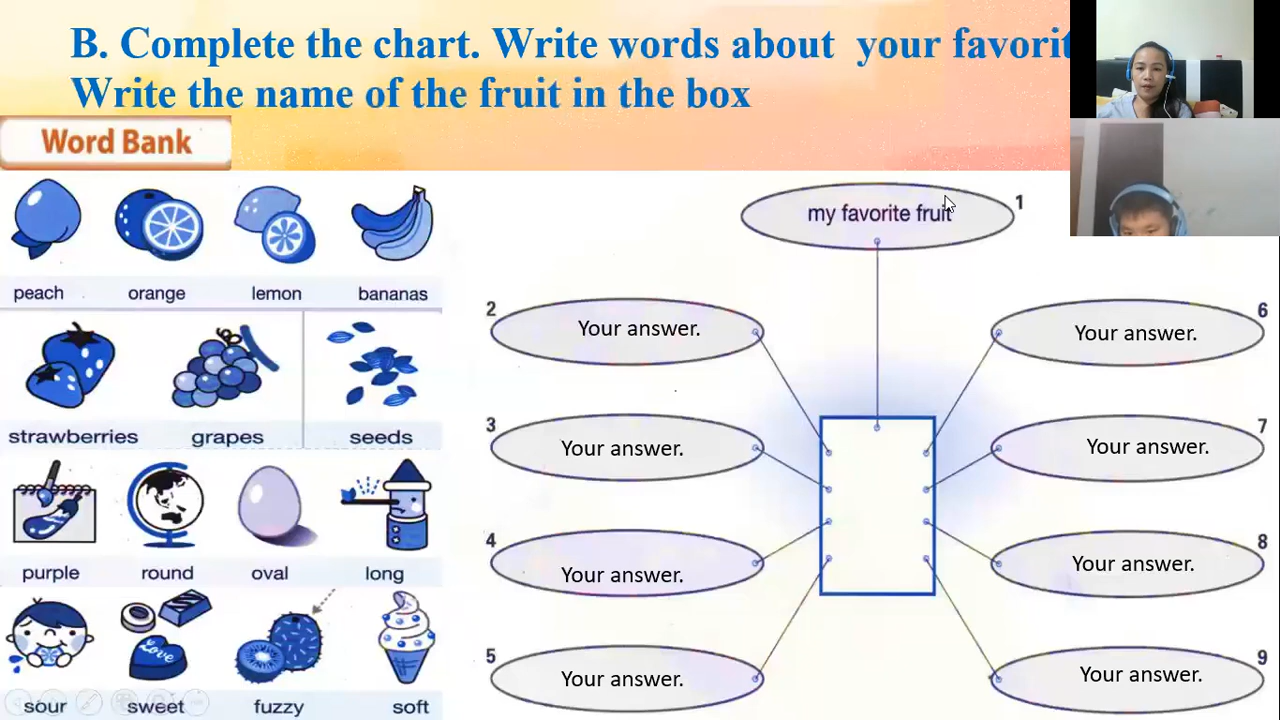 B. Complete the chart. Write words about your favorit
Write the name of the fruit in the box
Word Bank
peach orange lemon bananas
strawberries grapes seeds
purple round oval long
Love
sour sweet fuzzy soft
my favorite fruit 1
2 Your answer.
3 Your answer.
4 Your answer.
5 Your answer.
Your answer. 6
Your answer. 7
Your answer. 8
Your answer. 9